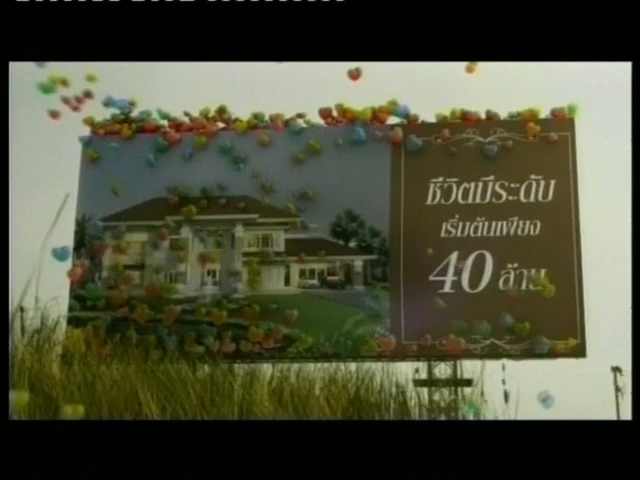 ชีวิตมีระดับ
เริ่มต้นเพียง
40 ล้าน